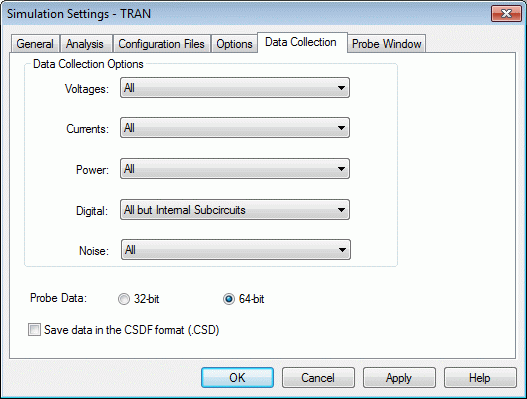 Simulation Settings - TRAN
General Analysis Configuration Files Options Data Collection Probe Window
Data Collection Options
Voltages: All
Currents: All
Power: All
Digital: All but Internal Subcircuits
Noise: All
Probe Data: 32-bit 64-bit
Save data in the CSDF format (.CSD)
OK Cancel Apply Help